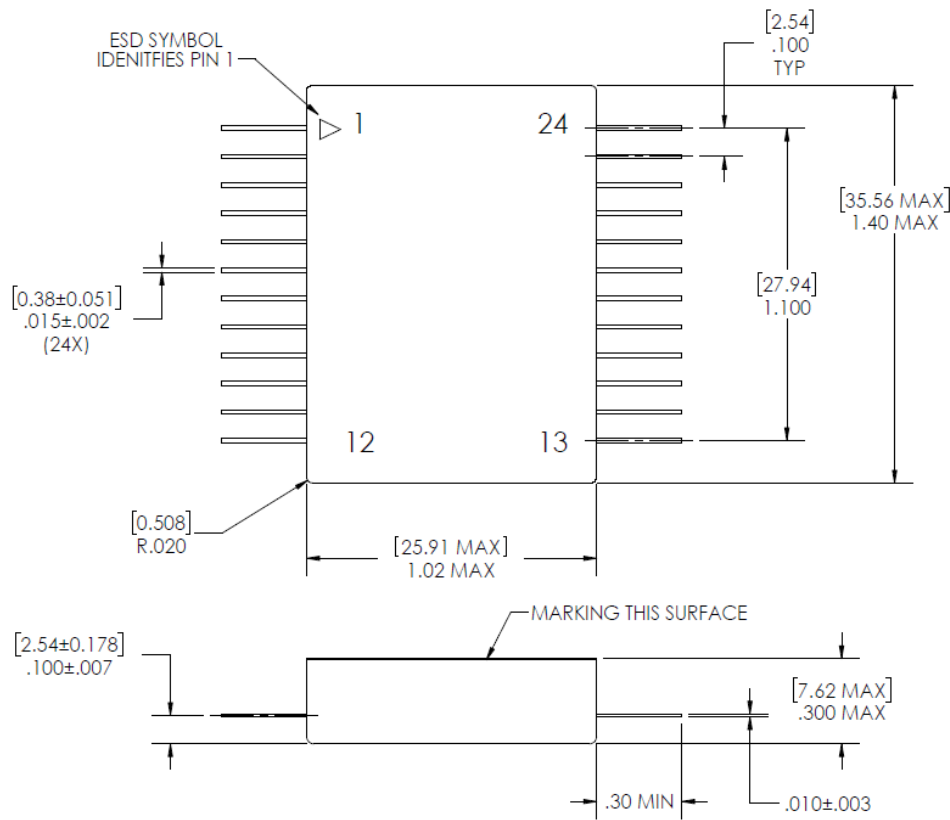 ESD SYMBOL
IDENTFIES PIN 1
[2.54]
.100
TYP
1
24
[35.56 MAX]
1.40 MAX
[0.38±0.051]
.015±.002
(24X)
[27.94]
1.100
12
13
[0.508]
R.020
[25.91 MAX]
1.02 MAX
MARKING THIS SURFACE
[2.54±0.178]
.100±.007
[7.62 MAX]
.300 MAX
.30 MIN
.010±.003